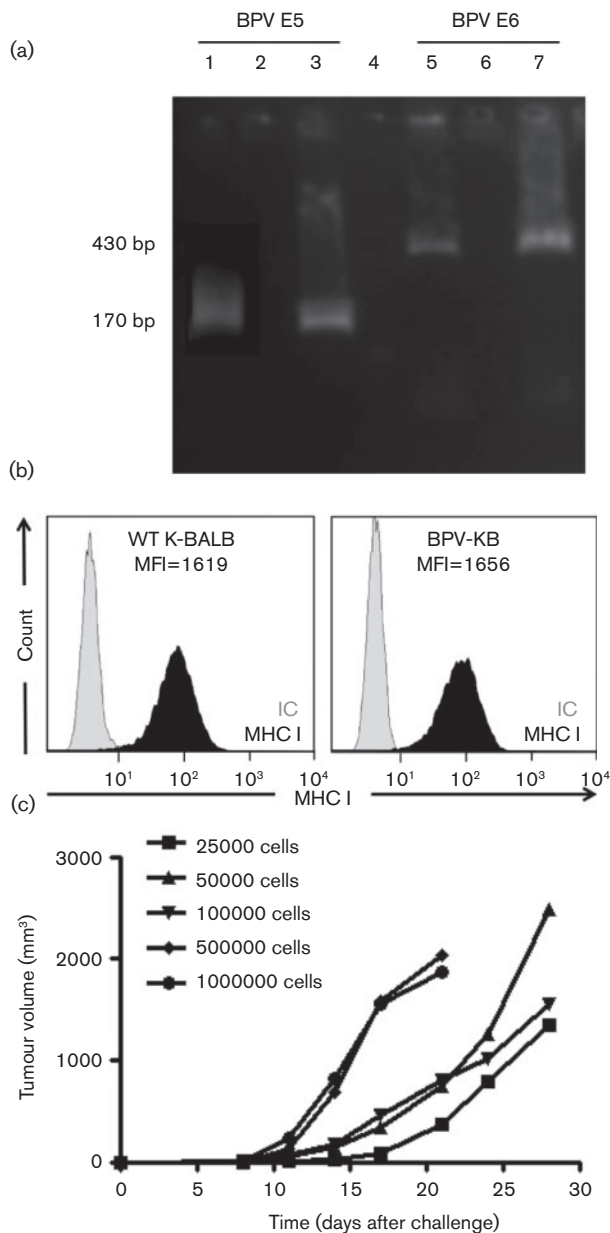 BPV E5 BPV E6
(a)
1 2 3 4 5 6 7
430 bp
170 bp
(b)
WT K-BALB
MFI=1619
IC
MHC I
BPV-KB
MFI=1656
IC
MHC I
Count
10¹ 10² 10³ 10⁴ 10¹ 10² 10³ 10⁴
MHC I
(c)
3000
2000
1000
0
Tumour volume (mm³)
25000 cells
50000 cells
100000 cells
500000 cells
1000000 cells
0 5 10 15 20 25 30
Time (days after challenge)